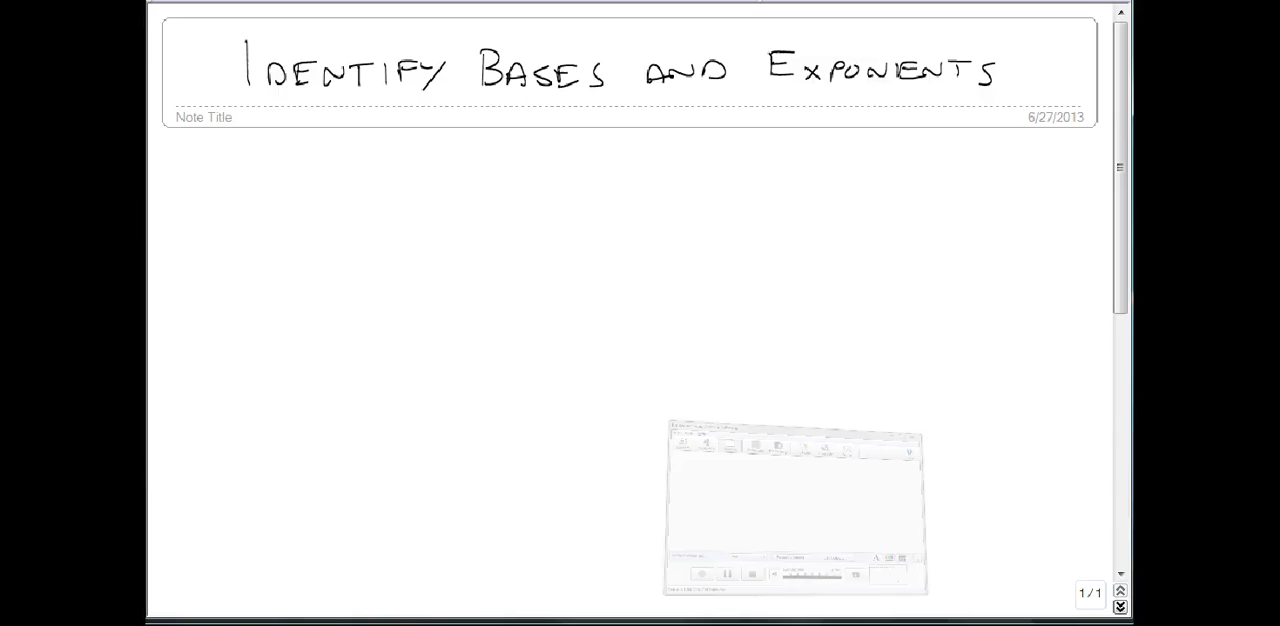 IDENTIFY BASES AND EXPONENTS
Note Title
6/27/2013
1/1